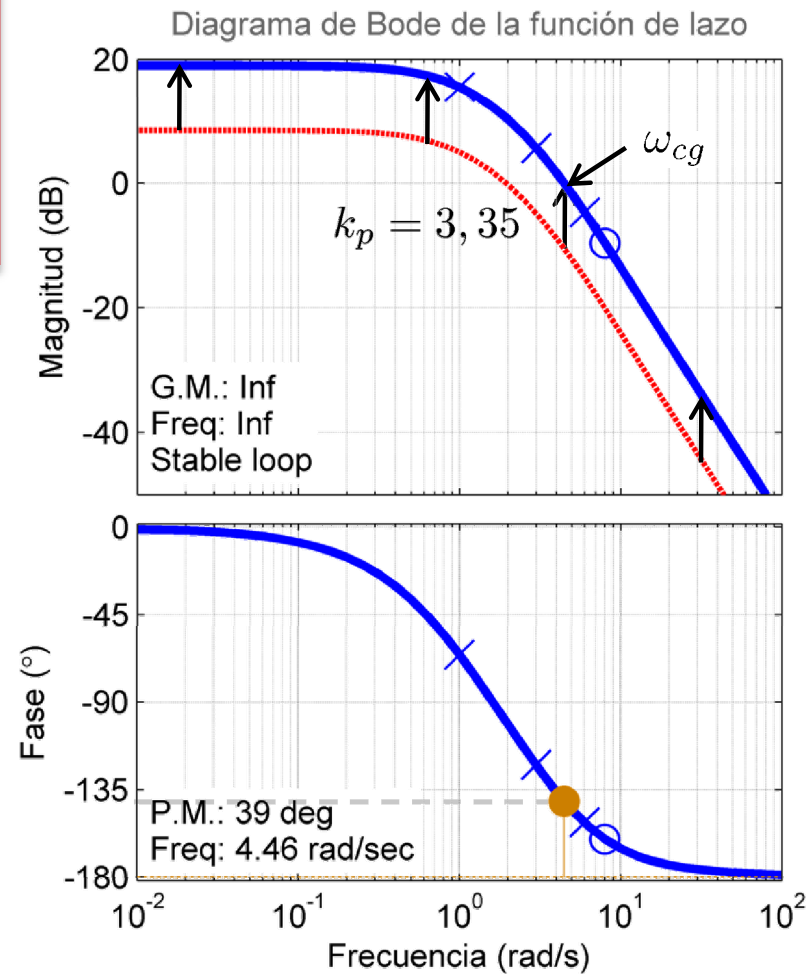 Diagrama de Bode de la función de lazo
20
0
-20
-40
Magnitud (dB)
ω_cg
k_p = 3, 35
G.M.: Inf
Freq: Inf
Stable loop
0
-45
-90
-135
-180
Fase (°)
P.M.: 39 deg
Freq: 4.46 rad/sec
10^-2
10^-1
10^0
10^1
10^2
Frecuencia (rad/s)